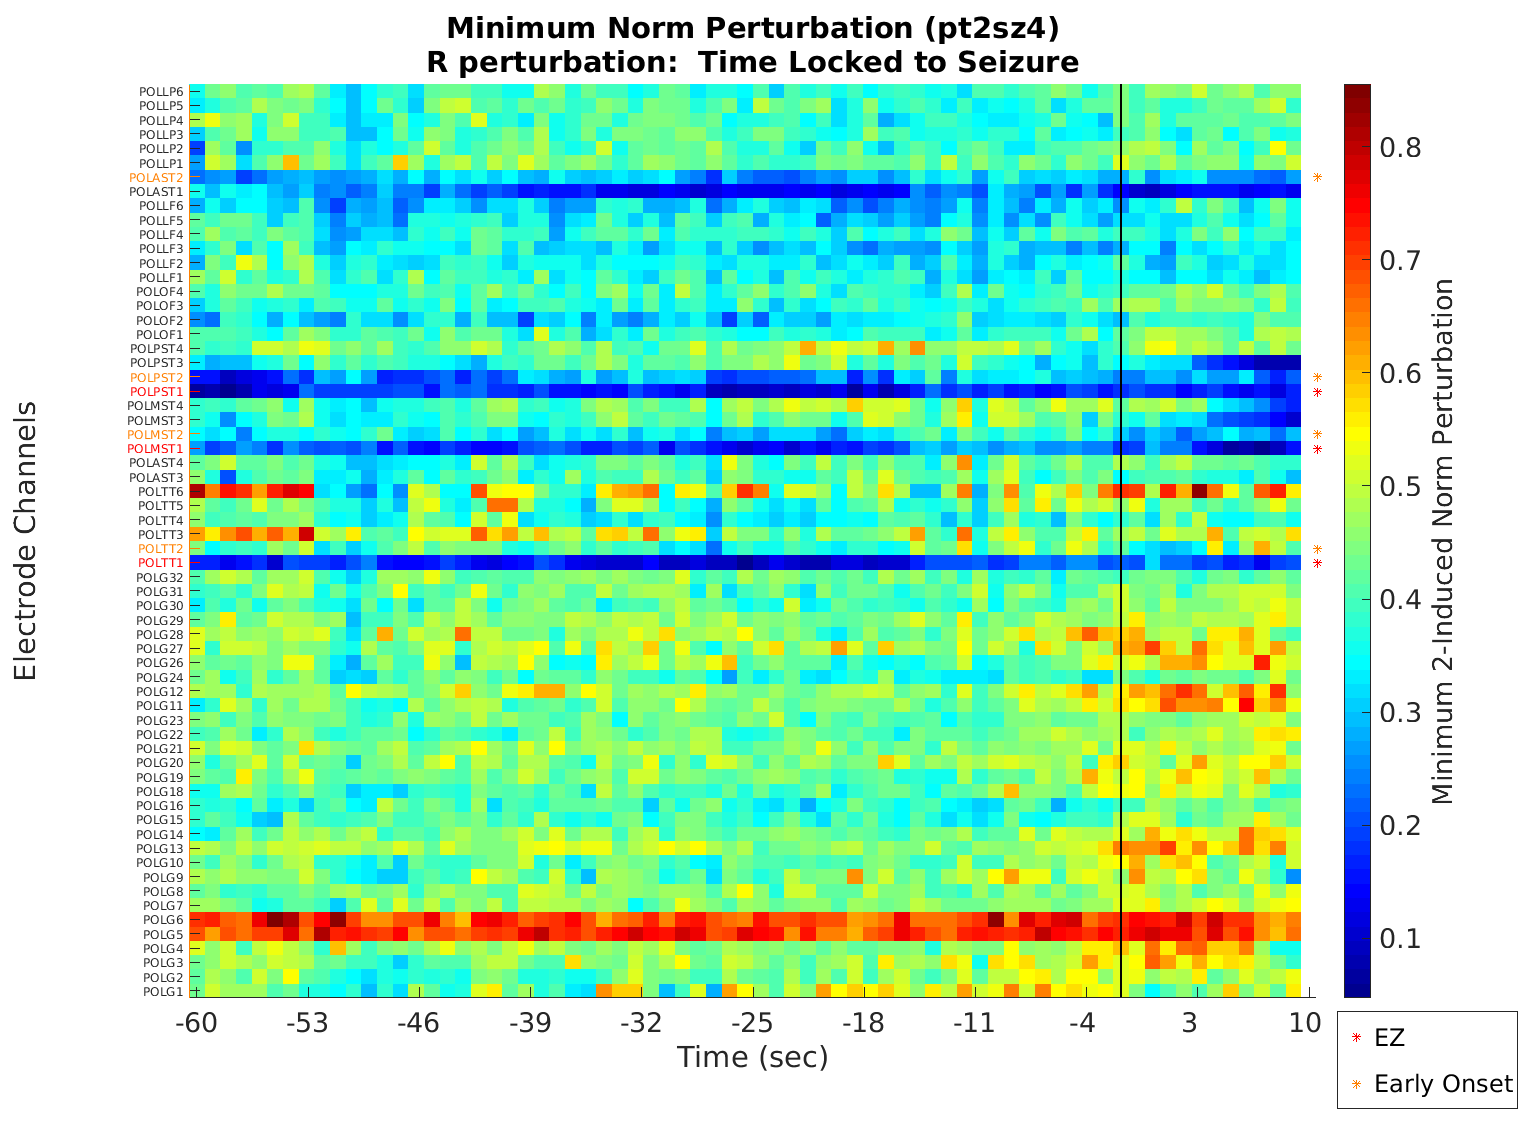 Minimum Norm Perturbation (pt2sz4)
R perturbation:  Time Locked to Seizure
Electrode Channels
POLLP6
POLLP5
POLLP4
POLLP3
POLLP2
POLLP1
POLAST2
POLAST1
POLLF6
POLLF5
POLLF4
POLLF3
POLLF2
POLLF1
POLOF4
POLOF3
POLOF2
POLOF1
POLPST4
POLPST3
POLPST2
POLPST1
POLMST4
POLMST3
POLMST2
POLMST1
POLAST4
POLAST3
POLTT6
POLTT5
POLTT4
POLTT3
POLTT2
POLTT1
POLG32
POLG31
POLG30
POLG29
POLG28
POLG27
POLG26
POLG24
POLG12
POLG11
POLG23
POLG22
POLG21
POLG20
POLG19
POLG18
POLG16
POLG15
POLG14
POLG13
POLG10
POLG9
POLG8
POLG7
POLG6
POLG5
POLG4
POLG3
POLG2
POLG1
-60 -53 -46 -39 -32 -25 -18 -11 -4 3 10
Time (sec)
0.8
0.7
0.6
0.5
0.4
0.3
0.2
0.1
Minimum 2-Induced Norm Perturbation
EZ
Early Onset